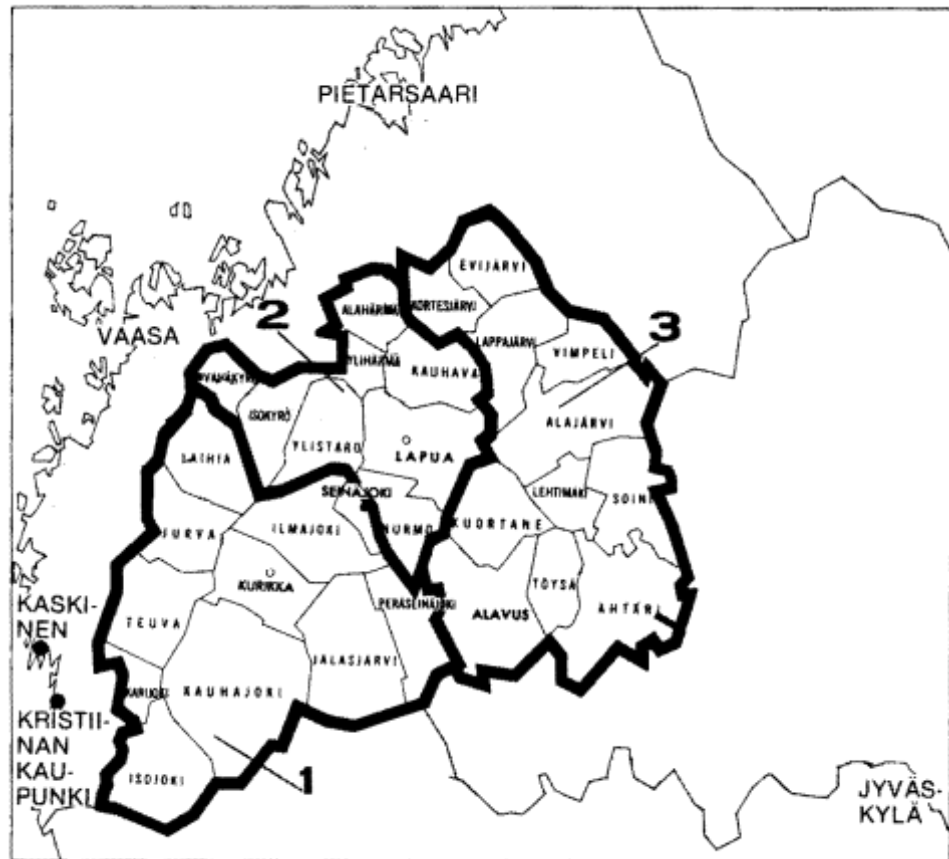 PIETARSAARI
EVIJÄRVI
ALAHÄRMÄ
KORTESJÄRVI
2
3
VAASA
LAPPAJÄRVI
VIMPELI
YLIHÄRMÄ
KAUHAVA
VÄHÄKYRÖ
ISOKYRÖ
ALAJÄRVI
YLISTARO
LAPUA
LAIHIA
SEINÄJOKI
LEHTIMÄKI
SOINI
JURVA
ILMAJOKI
NURMO
KUORTANE
KURIKKA
TÖYSÄ
PERÄSEINÄJOKI
KASKI-
NEN
TEUVA
ALAVUS
ÄHTÄRI
JALASJÄRVI
KARIJOKI
KAUHAJOKI
KRISTII-
NAN
KAU-
PUNKI
ISOJOKI
1
JYVÄS-
KYLÄ